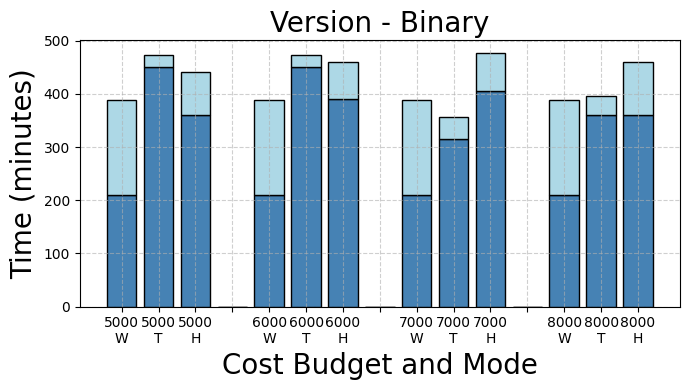 Version - Binary
Time (minutes)
500
400
300
200
100
0
5000 5000 5000 6000 6000 6000 7000 7000 7000 8000 8000 8000
W T H W T H W T H W T H
Cost Budget and Mode